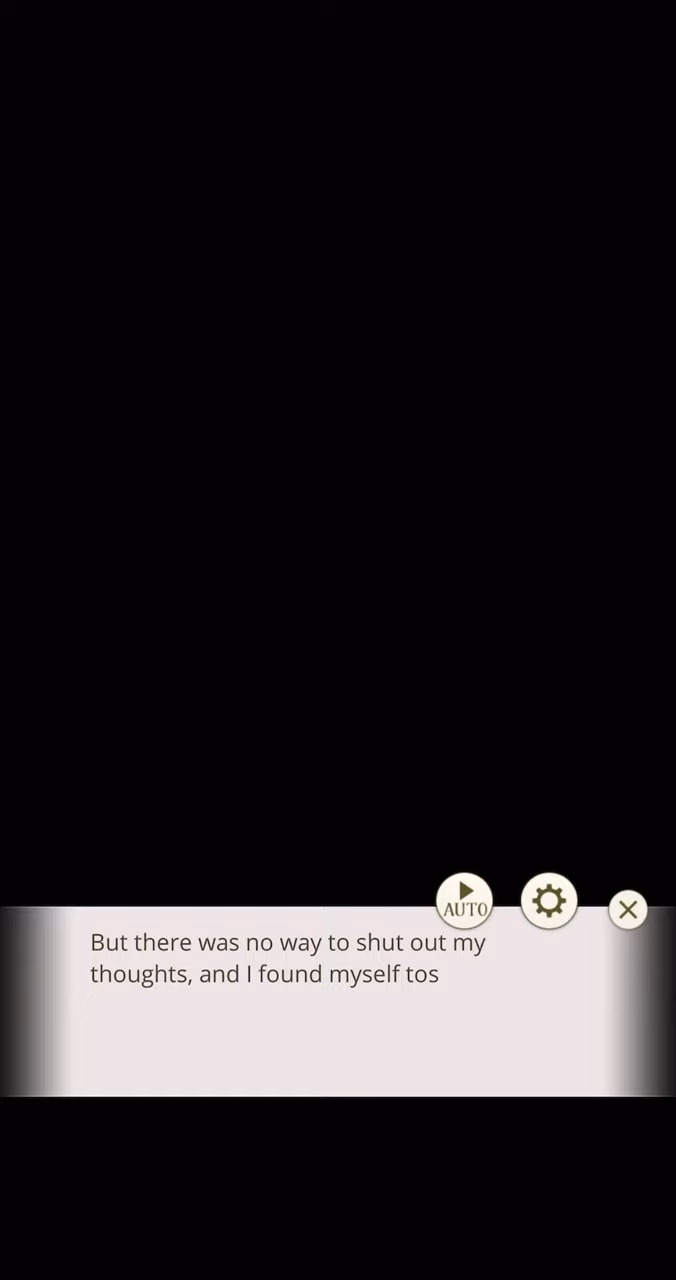 AUTO
But there was no way to shut out my
thoughts, and I found myself tos